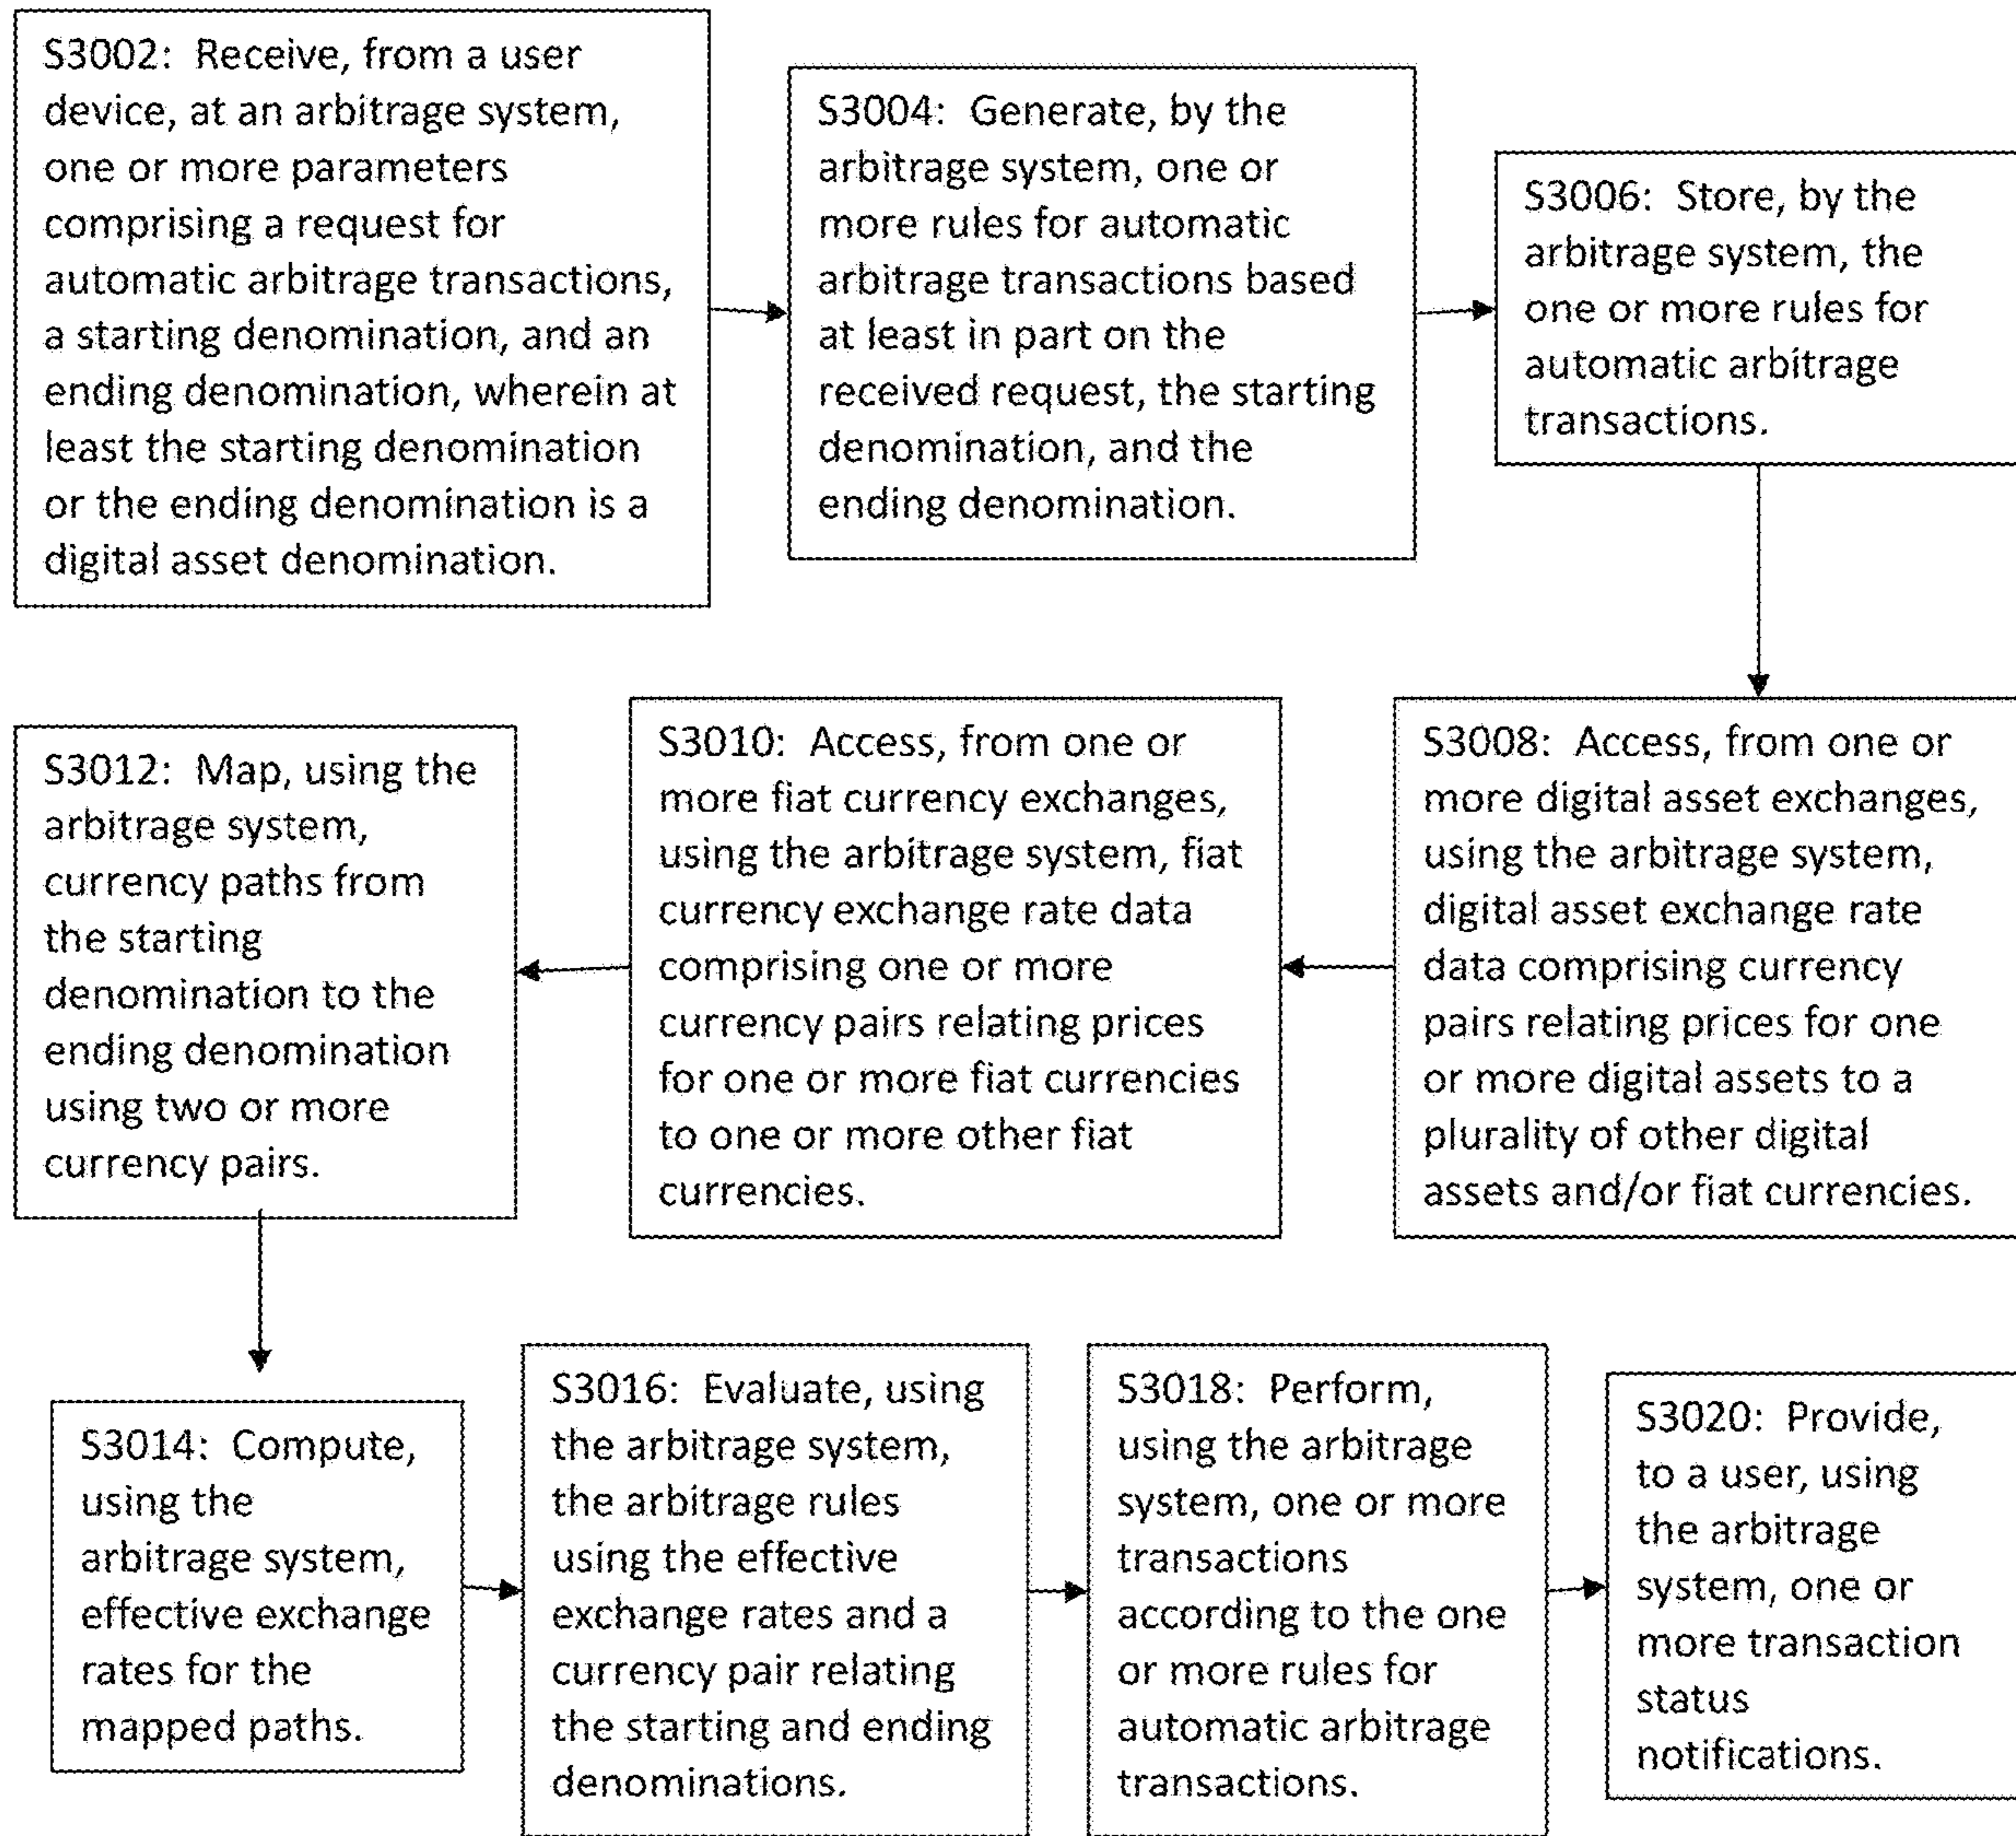 S3002: Receive, from a user
device, at an arbitrage system,
one or more parameters
comprising a request for
automatic arbitrage transactions,
a starting denomination, and an
ending denomination, wherein at
least the starting denomination
or the ending denomination is a
digital asset denomination.
S3004: Generate, by the
arbitrage system, one or
more rules for automatic
arbitrage transactions based
at least in part on the
received request, the starting
denomination, and the
ending denomination.
S3006: Store, by the
arbitrage system, the
one or more rules for
automatic arbitrage
transactions.
S3008: Access, from one or
more digital asset exchanges,
using the arbitrage system,
digital asset exchange rate
data comprising currency
pairs relating prices for one
or more digital assets to a
plurality of other digital
assets and/or fiat currencies.
S3010: Access, from one or
more fiat currency exchanges,
using the arbitrage system, fiat
currency exchange rate data
comprising one or more
currency pairs relating prices
for one or more fiat currencies
to one or more other fiat
currencies.
S3012: Map, using the
arbitrage system,
currency paths from
the starting
denomination to the
ending denomination
using two or more
currency pairs.
S3014: Compute,
using the
arbitrage system,
effective exchange
rates for the
mapped paths.
S3016: Evaluate, using
the arbitrage system,
the arbitrage rules
using the effective
exchange rates and a
currency pair relating
the starting and ending
denominations.
S3018: Perform,
using the arbitrage
system, one or more
transactions
according to the one
or more rules for
automatic arbitrage
transactions.
S3020: Provide,
to a user, using
the arbitrage
system, one or
more transaction
status
notifications.